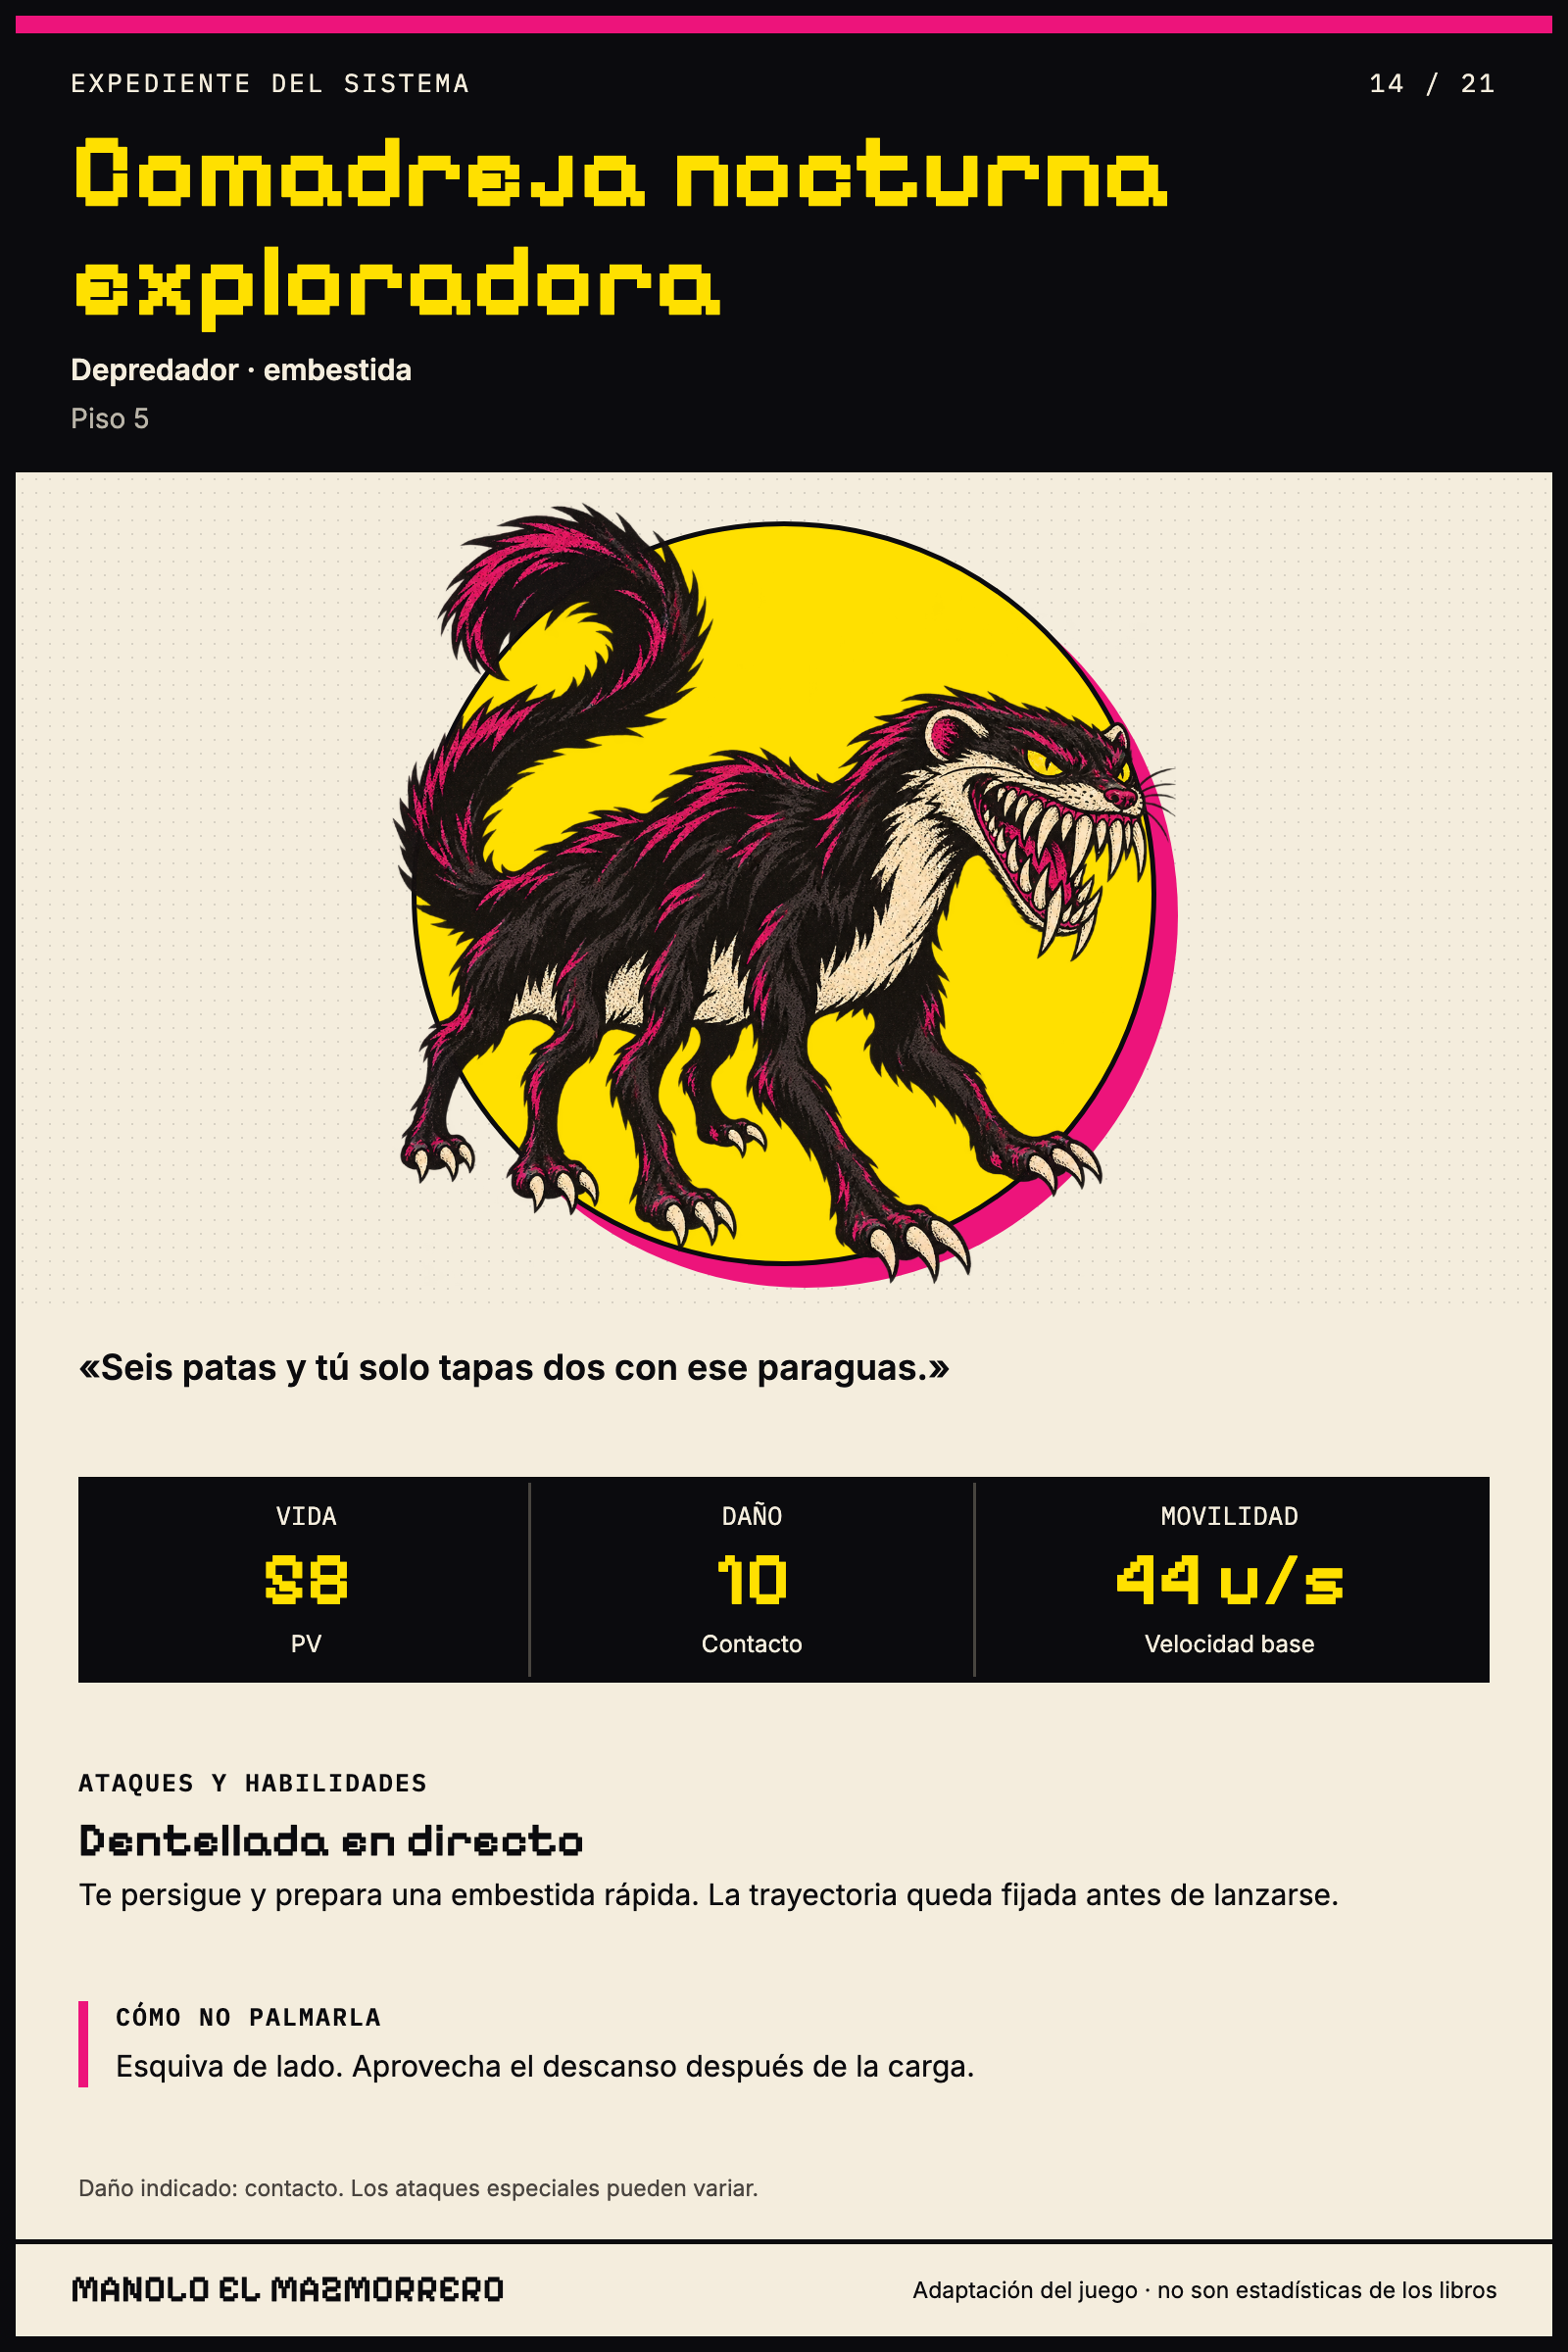 EXPEDIENTE DEL SISTEMA
14 / 21
Comadreja nocturna
exploradora
Depredador · embestida
Piso 5
«Seis patas y tú solo tapas dos con ese paraguas.»
VIDA
58
PV
DAÑO
10
Contacto
MOVILIDAD
44 u/s
Velocidad base
ATAQUES Y HABILIDADES
Dentellada en directo
Te persigue y prepara una embestida rápida. La trayectoria queda fijada antes de lanzarse.
CÓMO NO PALMARLA
Esquiva de lado. Aprovecha el descanso después de la carga.
Daño indicado: contacto. Los ataques especiales pueden variar.
MANOLO EL MAZMORRERO
Adaptación del juego · no son estadísticas de los libros